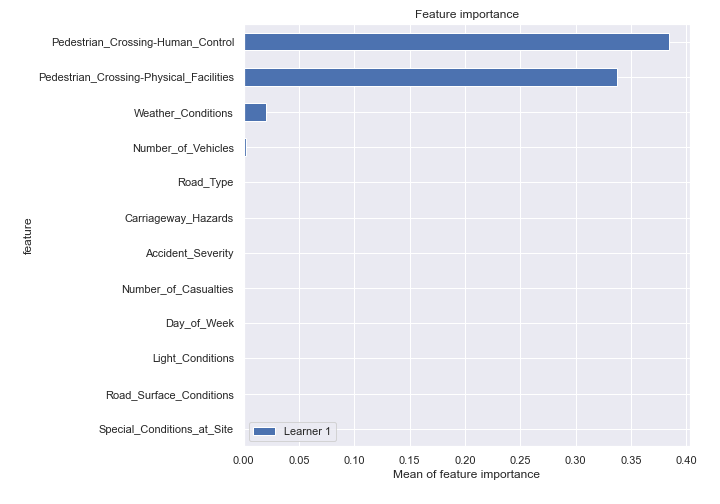 Feature importance
Pedestrian_Crossing-Human_Control
Pedestrian_Crossing-Physical_Facilities
Weather_Conditions
Number_of_Vehicles
Road_Type
Carriageway_Hazards
feature
Accident_Severity
Number_of_Casualties
Day_of_Week
Light_Conditions
Road_Surface_Conditions
Special_Conditions_at_Site
Learner 1
0.00 0.05 0.10 0.15 0.20 0.25 0.30 0.35 0.40
Mean of feature importance